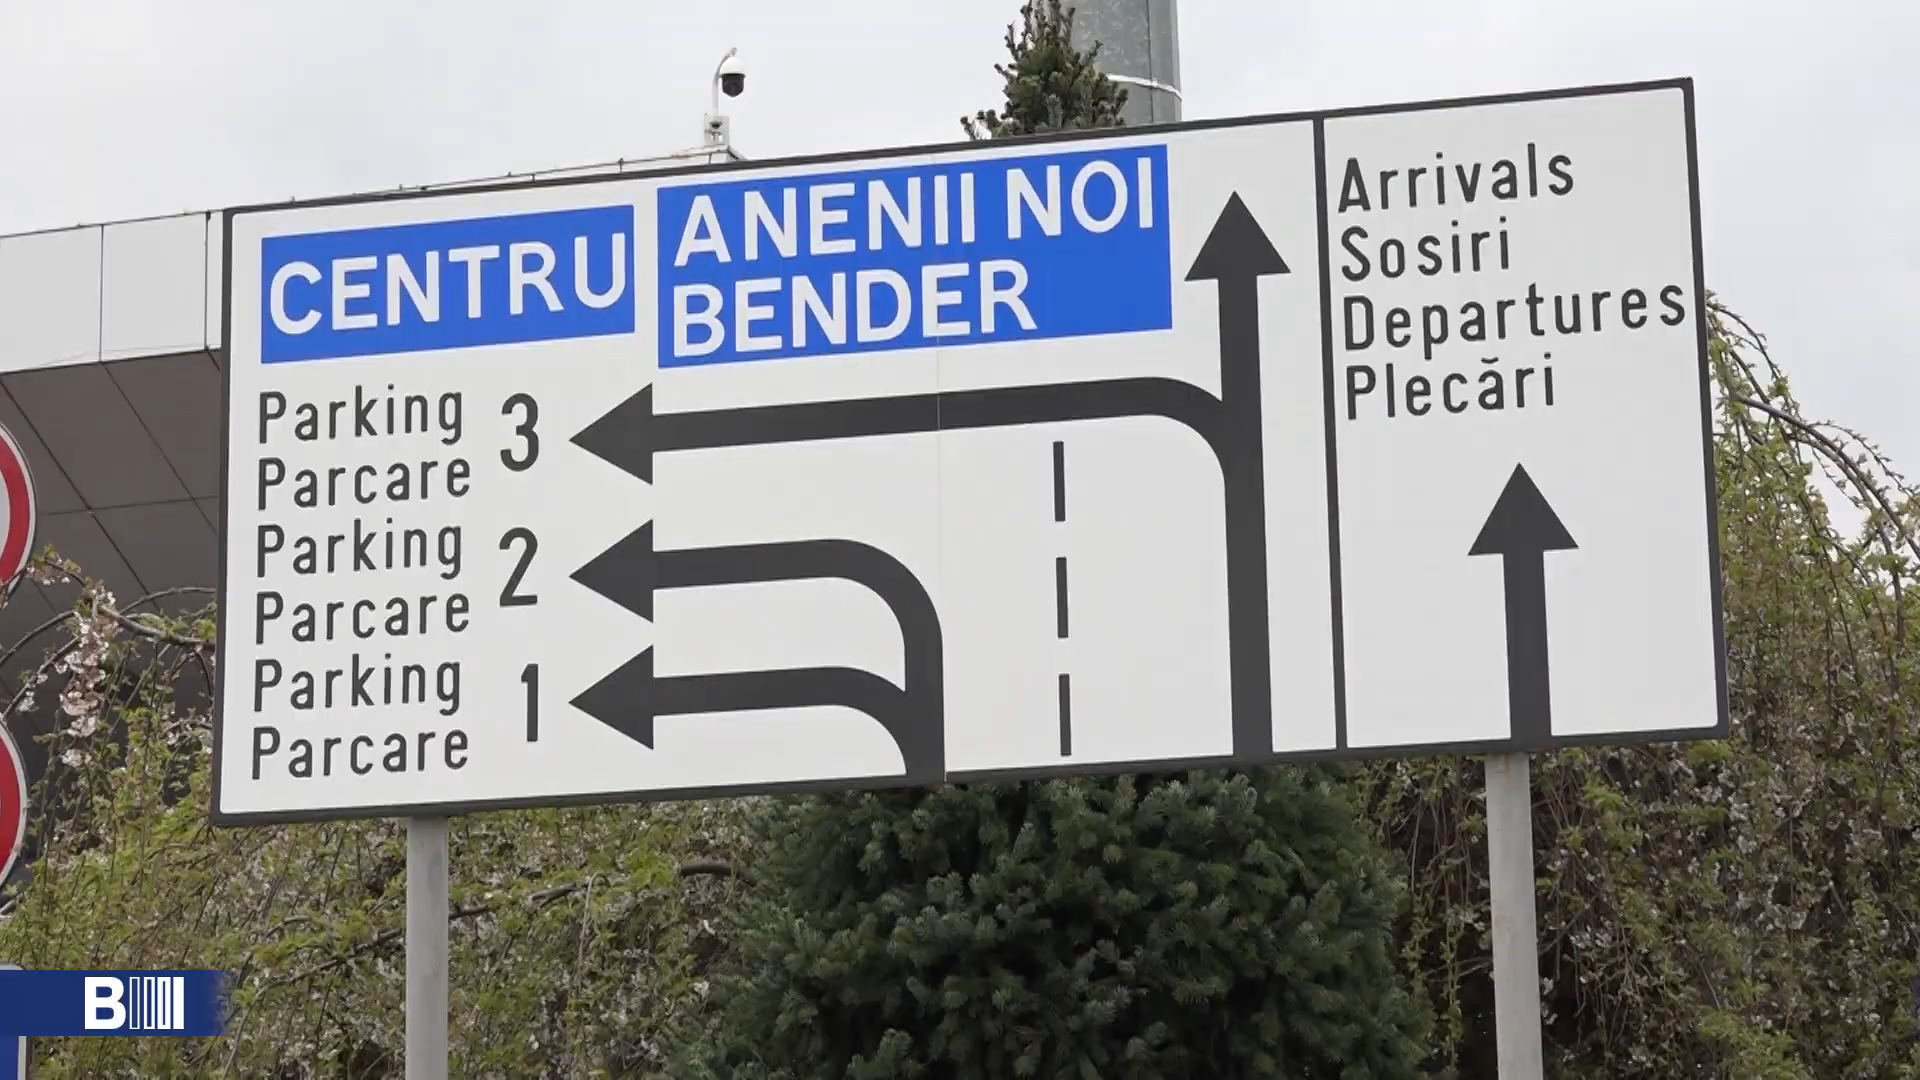 CENTRU
ANENII NOI
BENDER
Parking
Parcare
3
Parking
Parcare
2
Parking
Parcare
1
Arrivals
Sosiri
Departures
Plecări